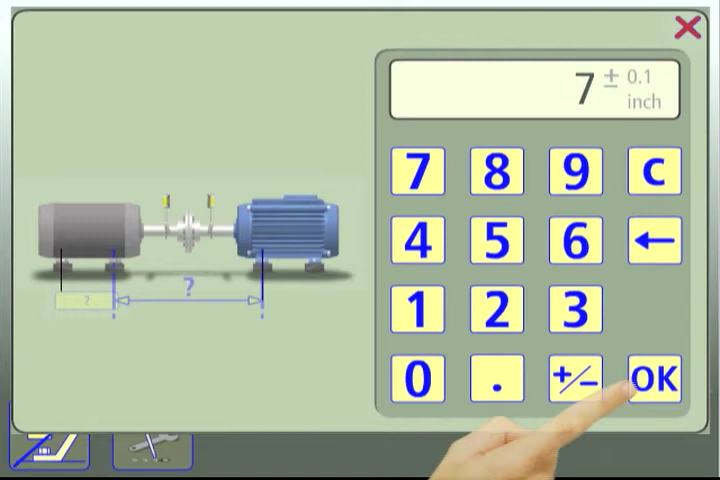 7 ± 0.1
inch
7 8 9 C
4 5 6 ←
1 2 3
0 . +/− OK
?
?